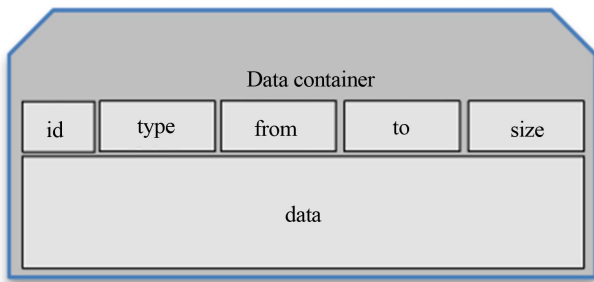 Data container
id type from to size
data